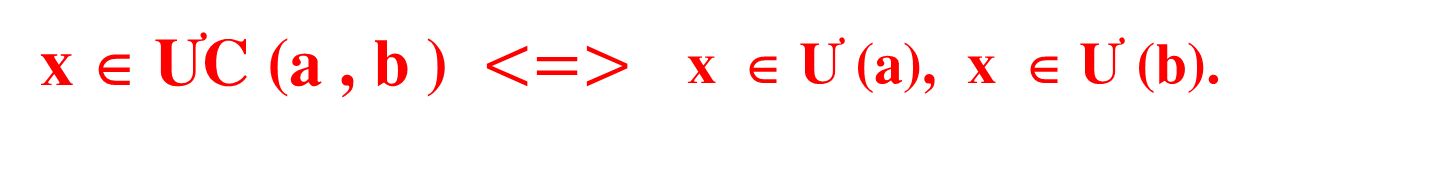 x ∈ ƯC (a , b ) <=> x ∈ Ư (a), x ∈ Ư (b).